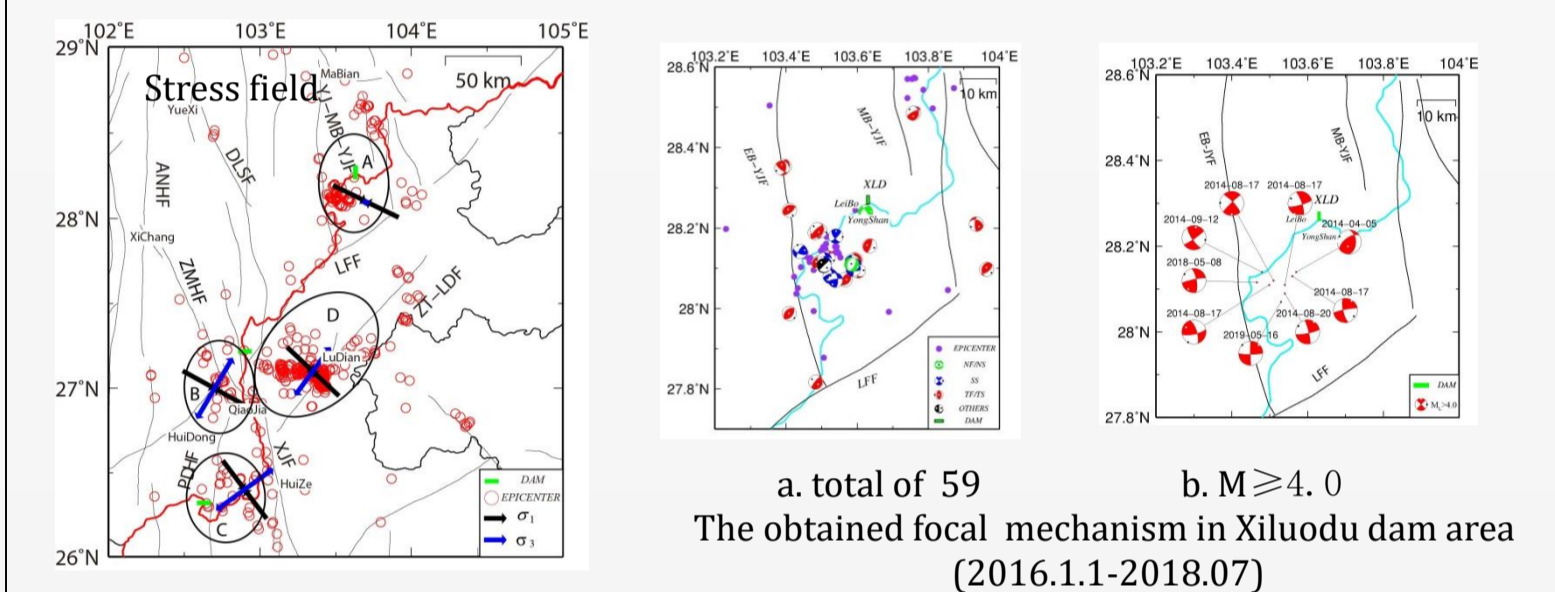 102˚E 103˚E 104˚E 105˚E
29˚N
28˚N
27˚N
26˚N
Stress field
50 km
MaBian
YueXi
YJ-MB-YJF
ANHF
DLSF
A
XiChang
ZMHF
LFF
ZT-LDF
D
LuDian
B
QiaoJia
HuiDong
XJF
HuiZe
C
DAM
EPICENTER
σ1
σ3
103.2˚E 103.4˚E 103.6˚E 103.8˚E 104˚E
28.6˚N
28.4˚N
28.2˚N
28˚N
27.8˚N
10 km
MB-YJF
EB-YJF
XLD
LeiBo
YongShan
LFF
EPICENTER
NF/NS
SS
TF/TS
OTHERS
DAM
103.2˚E 103.4˚E 103.6˚E 103.8˚E 104˚E
28.6˚N
28.4˚N
28.2˚N
28˚N
27.8˚N
10 km
EB-JYF
MB-YJF
2014-08-17 2014-08-17
XLD
LeiBo
2014-09-12
YongShan
2014-04-05
2018-05-08
2014-08-17
2014-08-17
2014-08-20
2019-05-16
LFF
DAM
ML>4.0
a. total of 59
b. M≥4.0
The obtained focal mechanism in Xiluodu dam area
(2016.1.1-2018.07)